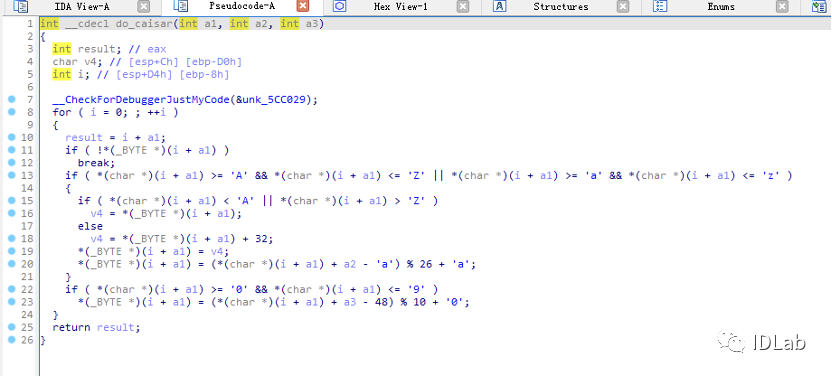 IDA View-A Pseudocode-A Hex View-1 Structures Enums
1 int __cdecl do_caisar(int a1, int a2, int a3)
2 {
3 int result; // eax
4 char v4; // [esp+Ch] [ebp-D0h]
5 int i; // [esp+D4h] [ebp-8h]
6
7 __CheckForDebuggerJustMyCode(&unk_5CC029);
8 for ( i = 0; ; ++i )
9 {
10 result = i + a1;
11 if ( !*(_BYTE *)(i + a1) )
12 break;
13 if ( *(char *)(i + a1) >= 'A' && *(char *)(i + a1) <= 'Z' || *(char *)(i + a1) >= 'a' && *(char *)(i + a1) <= 'z' )
14 {
15 if ( *(char *)(i + a1) < 'A' || *(char *)(i + a1) > 'Z' )
16 v4 = *(_BYTE *)(i + a1);
17 else
18 v4 = *(_BYTE *)(i + a1) + 32;
19 *(_BYTE *)(i + a1) = v4;
20 *(_BYTE *)(i + a1) = (*(char *)(i + a1) + a2 - 'a') % 26 + 'a';
21 }
22 if ( *(char *)(i + a1) >= '0' && *(char *)(i + a1) <= '9' )
23 *(_BYTE *)(i + a1) = (*(char *)(i + a1) + a3 - 48) % 10 + '0';
24 }
25 return result;
26 }
IDLab